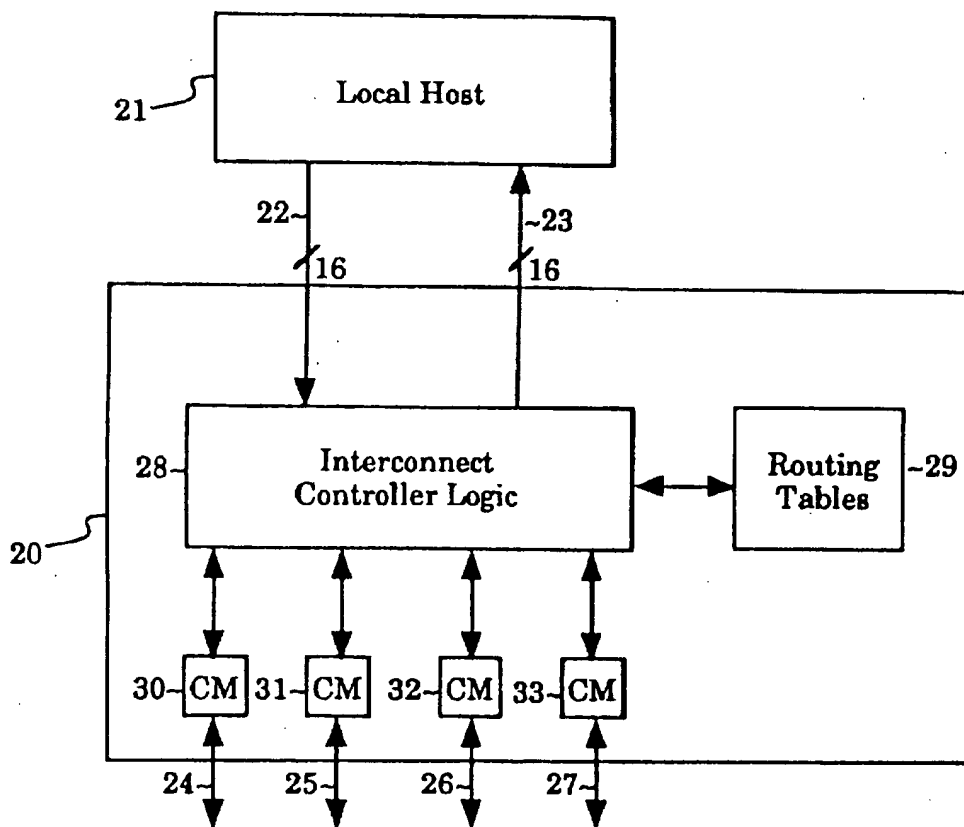 Local Host
21
22
23
16
16
Interconnect
Controller Logic
28
Routing
Tables
29
20
30
CM
31
CM
32
CM
33
CM
24
25
26
27